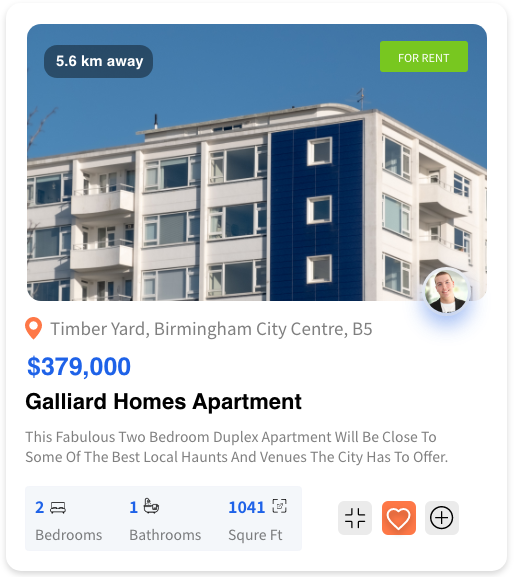 5.6 km away
FOR RENT
Timber Yard, Birmingham City Centre, B5
$379,000
Galliard Homes Apartment
This Fabulous Two Bedroom Duplex Apartment Will Be Close To
Some Of The Best Local Haunts And Venues The City Has To Offer.
2
1
1041
Bedrooms
Bathrooms
Squre Ft